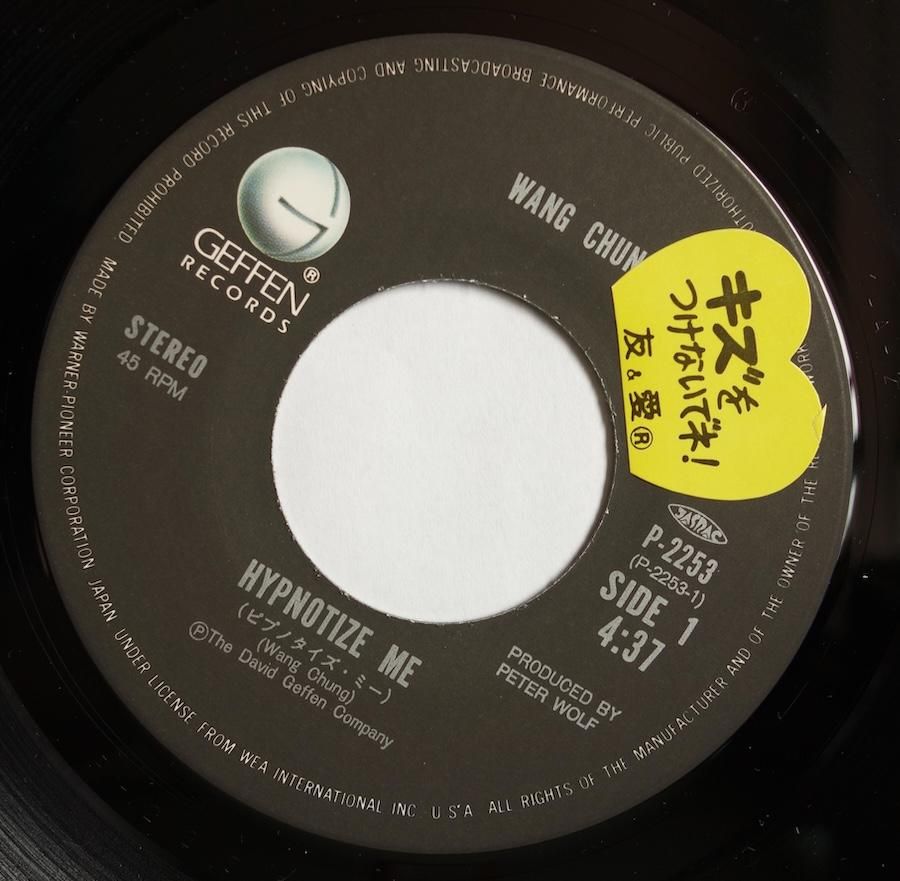 GEFFEN®
RECORDS
WANG CHUN
キズを
つけないでネ!
友&愛®
STEREO
45 RPM
JASRAC
P-2253
(P-2253-1)
SIDE 1
4:37
HYPNOTIZE ME
(ヒプノタイズ・ミー)
(Wang Chung)
ⓅThe David Geffen Company
PRODUCED BY
PETER WOLF
MADE BY WARNER-PIONEER CORPORATION JAPAN UNDER LICENSE FROM WEA INTERNATIONAL INC. U S A ALL RIGHTS OF THE MANUFACTURER AND OF THE OWNER OF THE PUBLIC PERFORMANCE BROADCASTING AND COPYING OF THIS RECORD PROHIBITED.